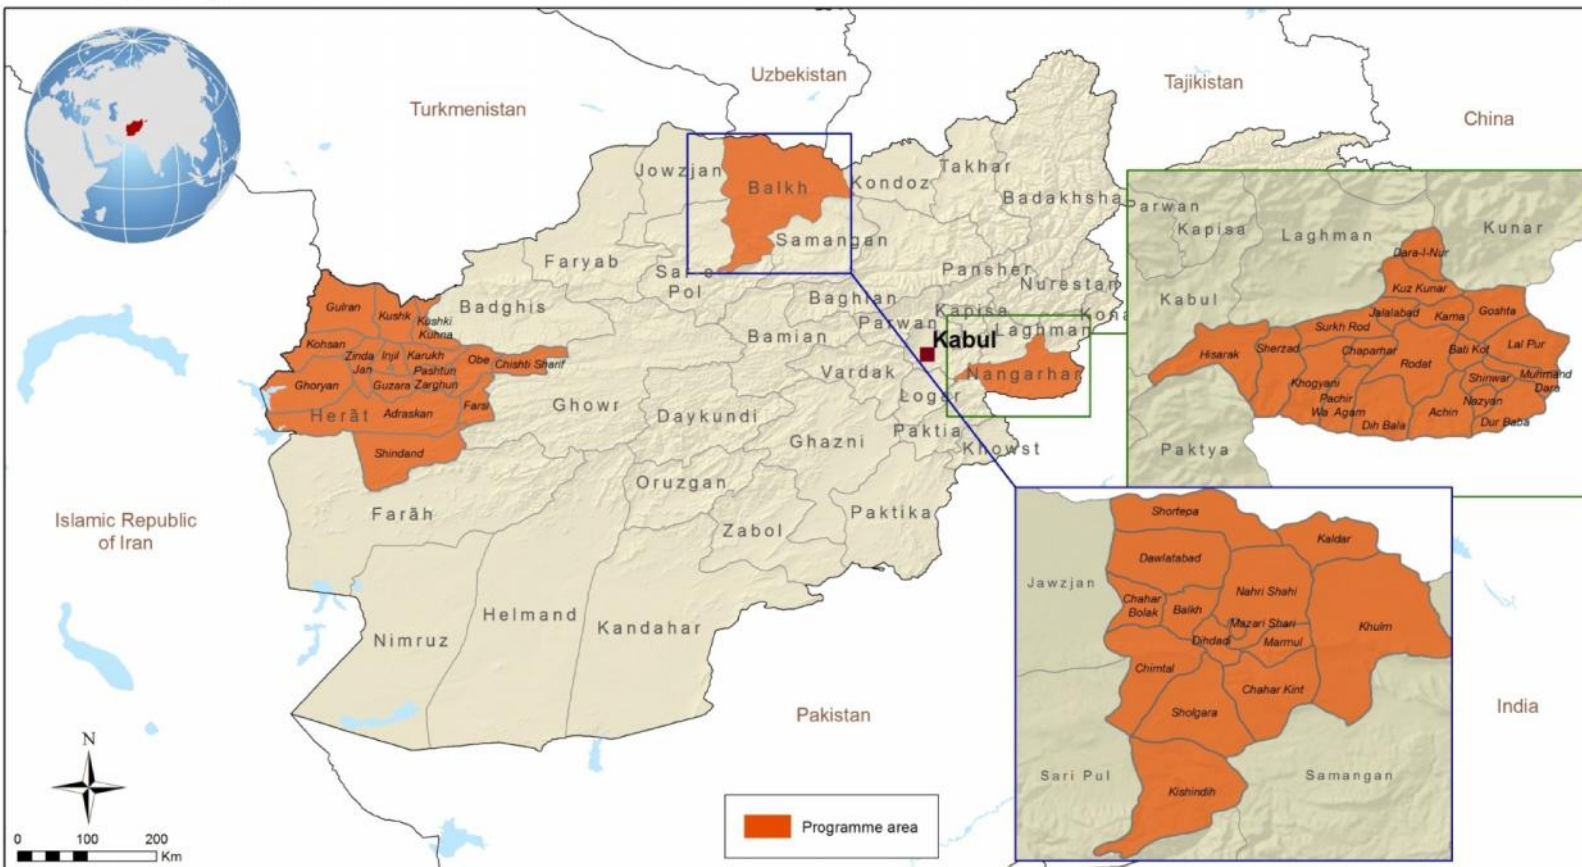 Uzbekistan
Tajikistan
Turkmenistan
China
Jowzjan
Balkh
Kondoz
Takhar
Badakhsha
Samangan
Faryab
Sar-e
Pol
Badghis
Baghlan
Pansher
Nurestan
Kapisa
Kona
Parwan
Laghman
Bamian
Kabul
Nangarhar
Vardak
Logar
Ghowr
Daykundi
Ghazni
Paktia
Khowst
Oruzgan
Zabol
Paktika
Farāh
Helmand
Nimruz
Kandahar
Gulran
Kushk
Kushki
Kuhna
Kohsan
Zinda
Jan
Injil
Karukh
Obe
Chishti Sharif
Pashtun
Zarghun
Ghoryan
Guzara
Herāt
Adraskan
Farsi
Shindand
Islamic Republic
of Iran
Pakistan
India
Parwan
Kapisa
Laghman
Kunar
Kabul
Paktya
Dara-I-Nur
Kuz Kunar
Goshta
Jalalabad
Kama
Surkh Rod
Lal Pur
Hisarak
Sherzad
Chaparhar
Rodat
Bati Kot
Khogyani
Shinwar
Muhmand
Dara
Pachir
Wa Agam
Nazyan
Achin
Dih Bala
Dur Baba
Shortepa
Kaldar
Dawlatabad
Jawzjan
Nahri Shahi
Chahar
Bolak
Balkh
Mazari Shari
Khulm
Dihdadi
Marmul
Chimtal
Chahar Kint
Sholgara
Sari Pul
Samangan
Kishindih
N
0 100 200
Km
Programme area